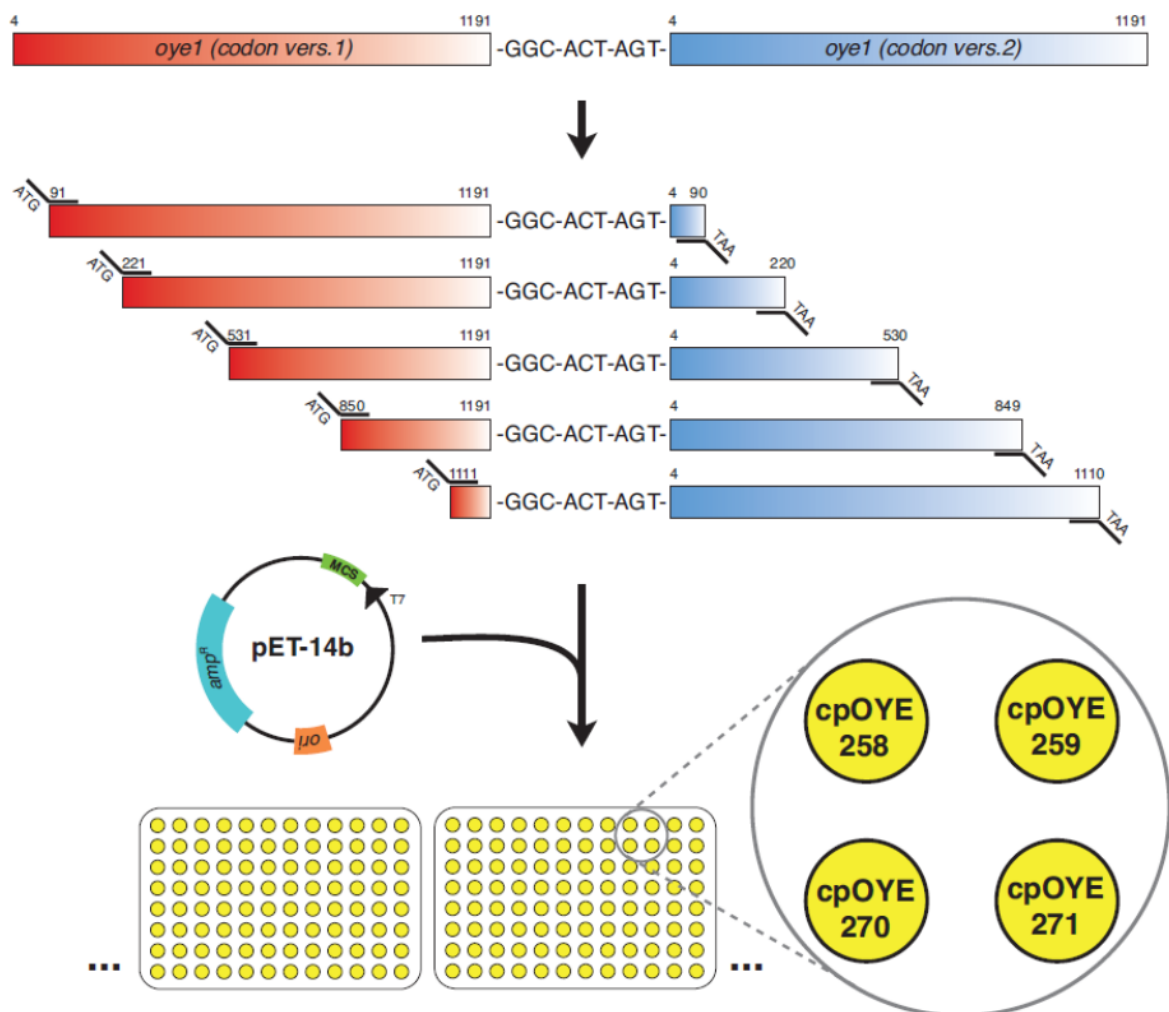 4 1191 4 1191
oye1 (codon vers.1) -GGC-ACT-AGT- oye1 (codon vers.2)
ATG 91 1191 4 90
-GGC-ACT-AGT- TAA
ATG 221 1191 4 220
-GGC-ACT-AGT- TAA
ATG 531 1191 4 530
-GGC-ACT-AGT- TAA
ATG 850 1191 4 849
-GGC-ACT-AGT- TAA
ATG 1111 1191 4 1110
-GGC-ACT-AGT- TAA
MCS
T7
pET-14b
ampR
ori
cpOYE
258
cpOYE
259
cpOYE
270
cpOYE
271
... ...